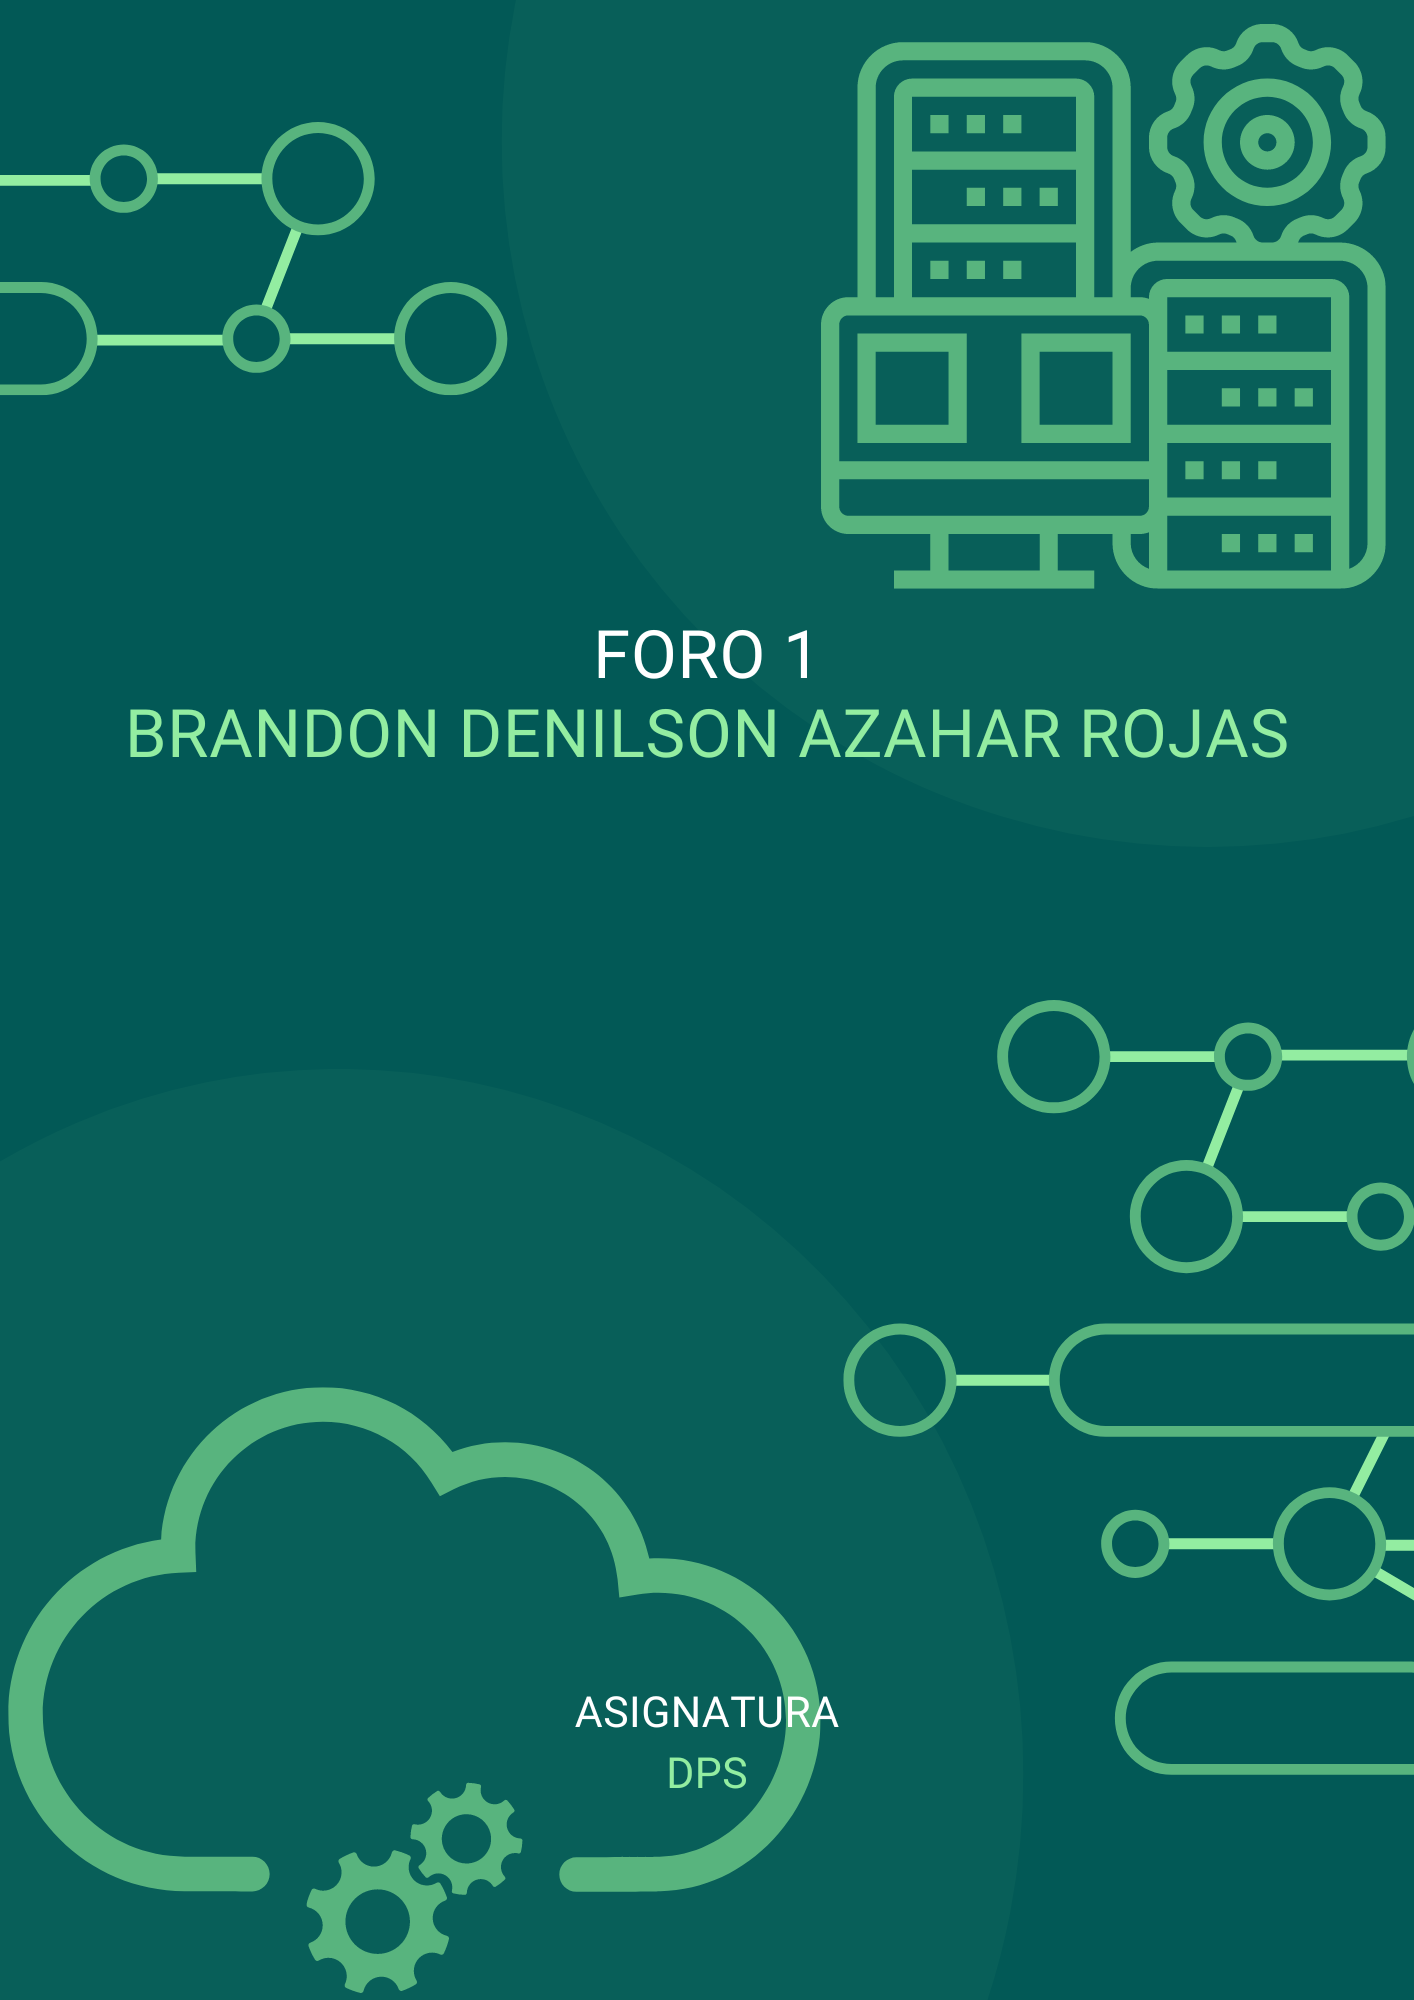 FORO 1
BRANDON DENILSON AZAHAR ROJAS
ASIGNATURA
DPS